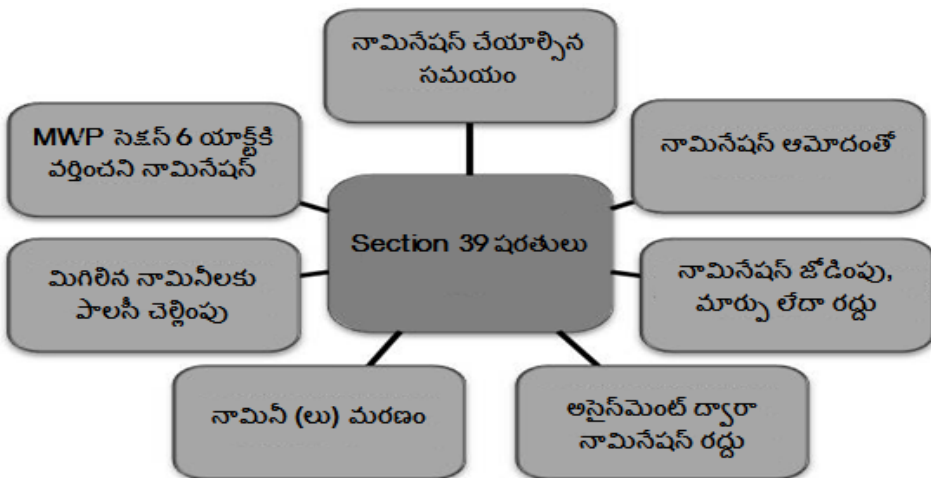 నామినేషన్ చేయాల్సిన
సమయం
MWP సెక్షన్ 6 యాక్ట్‌కి
వర్తించని నామినేషన్
నామినేషన్ ఆమోదంతో
Section 39 షరతులు
మిగిలిన నామినీలకు
పాలసీ చెల్లింపు
నామినేషన్ జోడింపు,
మార్పు లేదా రద్దు
నామినీ (లు) మరణం
అసైన్‌మెంట్ ద్వారా
నామినేషన్ రద్దు